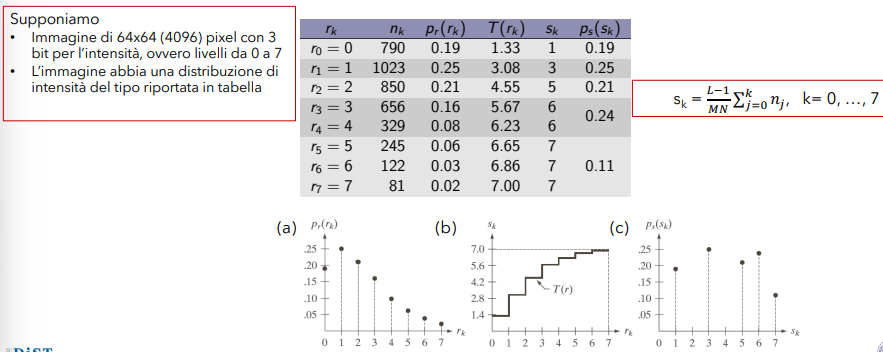 Supponiamo
• Immagine di 64x64 (4096) pixel con 3
bit per l'intensità, ovvero livelli da 0 a 7
• L'immagine abbia una distribuzione di
intensità del tipo riportata in tabella
r_k n_k p_r(r_k) T(r_k) s_k p_s(s_k)
r_0 = 0 790 0.19 1.33 1 0.19
r_1 = 1 1023 0.25 3.08 3 0.25
r_2 = 2 850 0.21 4.55 5 0.21
r_3 = 3 656 0.16 5.67 6
0.24
r_4 = 4 329 0.08 6.23 6
r_5 = 5 245 0.06 6.65 7
r_6 = 6 122 0.03 6.86 7 0.11
r_7 = 7 81 0.02 7.00 7
s_k = \frac{L-1}{MN} \sum_{j=0}^{k} n_j, k= 0, ..., 7
(a) p_r(r_k)
.25
.20
.15
.10
.05
0 1 2 3 4 5 6 7 r_k
(b) s_k
7.0
5.6
4.2
2.8
1.4
T(r)
0 1 2 3 4 5 6 7 r_k
(c) p_s(s_k)
.25
.20
.15
.10
.05
0 1 2 3 4 5 6 7 s_k